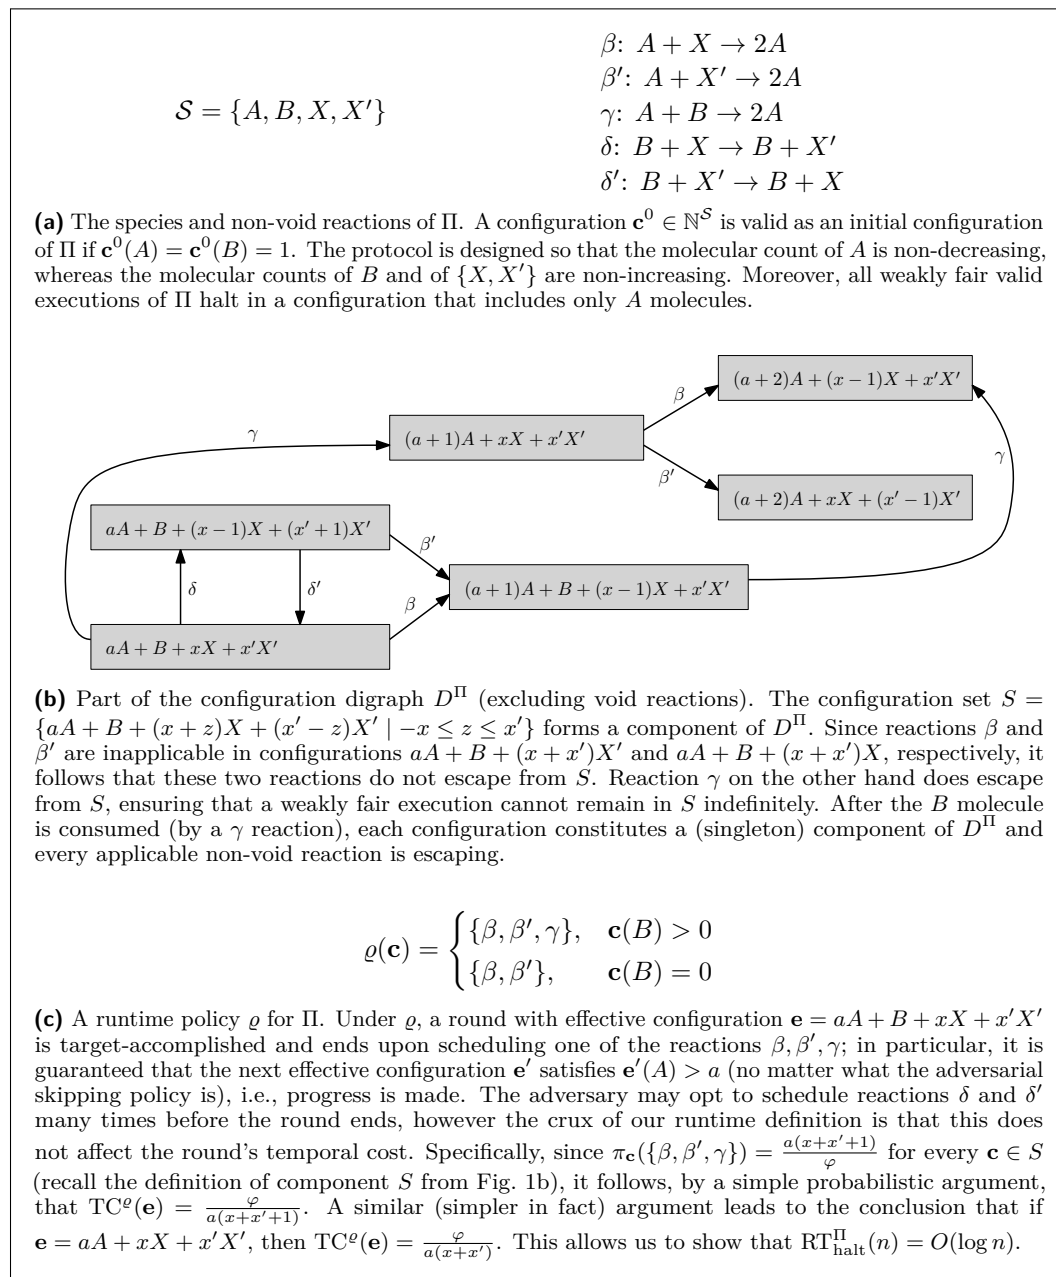 S = {A, B, X, X′}
β: A + X → 2A
β′: A + X′ → 2A
γ: A + B → 2A
δ: B + X → B + X′
δ′: B + X′ → B + X
(a) The species and non-void reactions of Π. A configuration c⁰ ∈ ℕ^𝒮 is valid as an initial configuration
of Π if c⁰(A) = c⁰(B) = 1. The protocol is designed so that the molecular count of A is non-decreasing,
whereas the molecular counts of B and of {X, X′} are non-increasing. Moreover, all weakly fair valid
executions of Π halt in a configuration that includes only A molecules.
(a + 2)A + (x − 1)X + x′X′
β
γ
(a + 1)A + xX + x′X′
γ
β′
(a + 2)A + xX + (x′ − 1)X′
aA + B + (x − 1)X + (x′ + 1)X′
β′
(a + 1)A + B + (x − 1)X + x′X′
δ
δ′
β
aA + B + xX + x′X′
(b) Part of the configuration digraph D^Π (excluding void reactions). The configuration set S =
{aA + B + (x + z)X + (x′ − z)X′ | −x ≤ z ≤ x′} forms a component of D^Π. Since reactions β and
β′ are inapplicable in configurations aA + B + (x + x′)X′ and aA + B + (x + x′)X, respectively, it
follows that these two reactions do not escape from S. Reaction γ on the other hand does escape
from S, ensuring that a weakly fair execution cannot remain in S indefinitely. After the B molecule
is consumed (by a γ reaction), each configuration constitutes a (singleton) component of D^Π and
every applicable non-void reaction is escaping.
ϱ(c) = { {β, β′, γ}, c(B) > 0
{β, β′}, c(B) = 0
(c) A runtime policy ϱ for Π. Under ϱ, a round with effective configuration e = aA + B + xX + x′X′
is target-accomplished and ends upon scheduling one of the reactions β, β′, γ; in particular, it is
guaranteed that the next effective configuration e′ satisfies e′(A) > a (no matter what the adversarial
skipping policy is), i.e., progress is made. The adversary may opt to schedule reactions δ and δ′
many times before the round ends, however the crux of our runtime definition is that this does
not affect the round's temporal cost. Specifically, since π_c({β, β′, γ}) = a(x+x′+1)/φ for every c ∈ S
(recall the definition of component S from Fig. 1b), it follows, by a simple probabilistic argument,
that TC^ϱ(e) = φ/a(x+x′+1). A similar (simpler in fact) argument leads to the conclusion that if
e = aA + xX + x′X′, then TC^ϱ(e) = φ/a(x+x′). This allows us to show that RT^Π_halt(n) = O(log n).